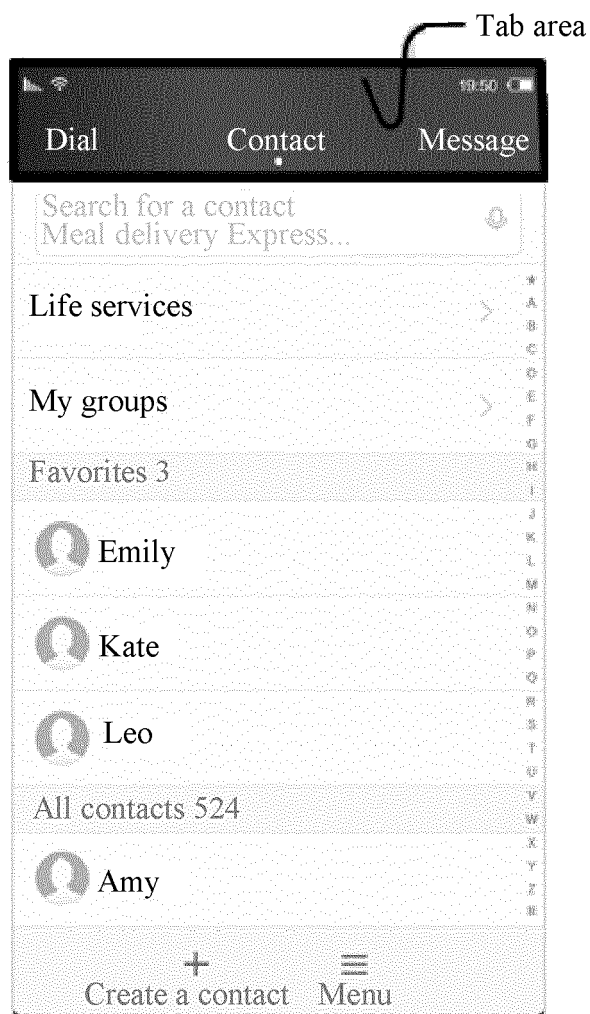 Tab area
19:50
Dial Contact Message
Search for a contact
Meal delivery Express...
Life services
My groups
Favorites 3
Emily
Kate
Leo
All contacts 524
Amy
★
A
B
C
D
E
F
G
H
I
J
K
L
M
N
O
P
Q
R
S
T
U
V
W
X
Y
Z
#
Create a contact Menu